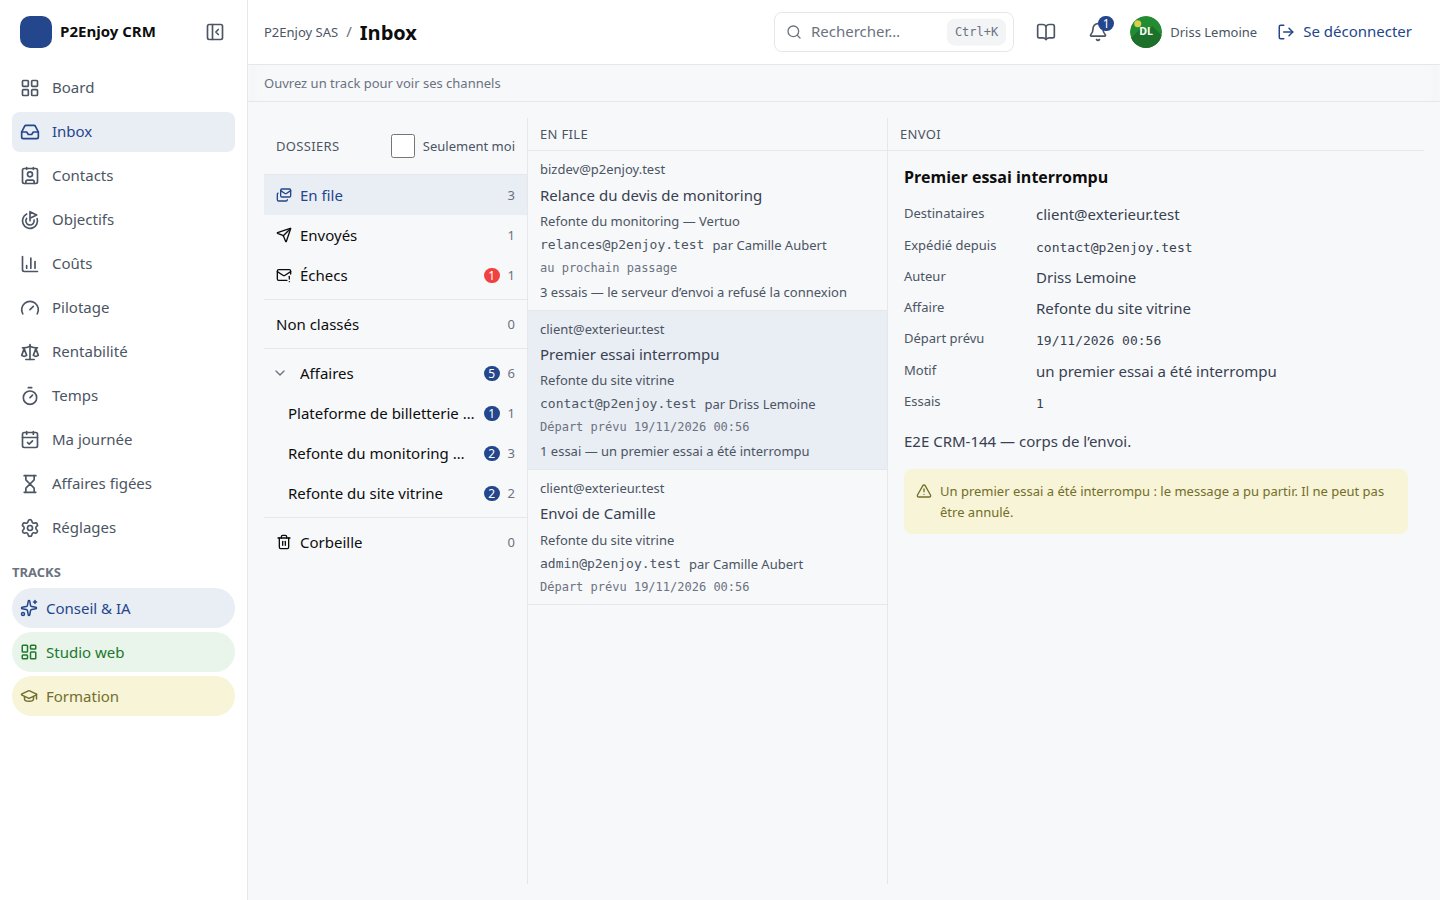 P2Enjoy CRM
Board
Inbox
Contacts
Objectifs
Coûts
Pilotage
Rentabilité
Temps
Ma journée
Affaires figées
Réglages
TRACKS
Conseil & IA
Studio web
Formation
P2Enjoy SAS / Inbox
Rechercher... Ctrl+K
1
DL Driss Lemoine
Se déconnecter
Ouvrez un track pour voir ses channels
DOSSIERS Seulement moi
En file 3
Envoyés 1
Échecs 1 1
Non classés 0
Affaires 5 6
Plateforme de billetterie ... 1 1
Refonte du monitoring ... 2 3
Refonte du site vitrine 2 2
Corbeille 0
EN FILE
bizdev@p2enjoy.test
Relance du devis de monitoring
Refonte du monitoring — Vertuo
relances@p2enjoy.test par Camille Aubert
au prochain passage
3 essais — le serveur d’envoi a refusé la connexion
client@exterieur.test
Premier essai interrompu
Refonte du site vitrine
contact@p2enjoy.test par Driss Lemoine
Départ prévu 19/11/2026 00:56
1 essai — un premier essai a été interrompu
client@exterieur.test
Envoi de Camille
Refonte du site vitrine
admin@p2enjoy.test par Camille Aubert
Départ prévu 19/11/2026 00:56
ENVOI
Premier essai interrompu
Destinataires client@exterieur.test
Expédié depuis contact@p2enjoy.test
Auteur Driss Lemoine
Affaire Refonte du site vitrine
Départ prévu 19/11/2026 00:56
Motif un premier essai a été interrompu
Essais 1
E2E CRM-144 — corps de l’envoi.
Un premier essai a été interrompu : le message a pu partir. Il ne peut pas
être annulé.